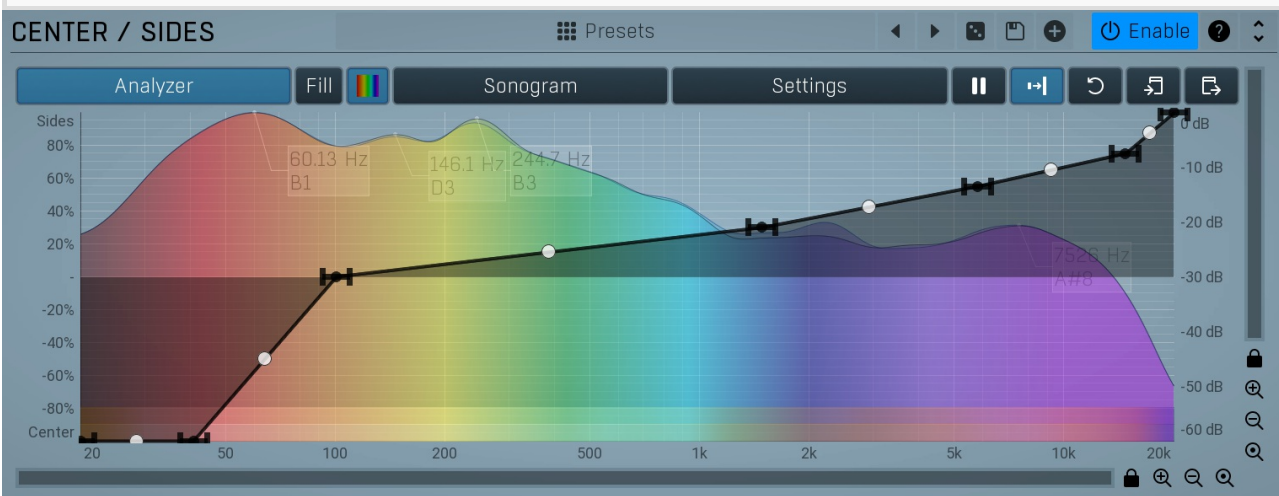 CENTER / SIDES
Presets
Enable
?
Analyzer
Fill
Sonogram
Settings
Sides
80%
60%
40%
20%
-
-20%
-40%
-60%
-80%
Center
60.13 Hz
B1
146.1 Hz
D3
244.7 Hz
B3
7526 Hz
A#8
0 dB
-10 dB
-20 dB
-30 dB
-40 dB
-50 dB
-60 dB
20
50
100
200
500
1k
2k
5k
10k
20k